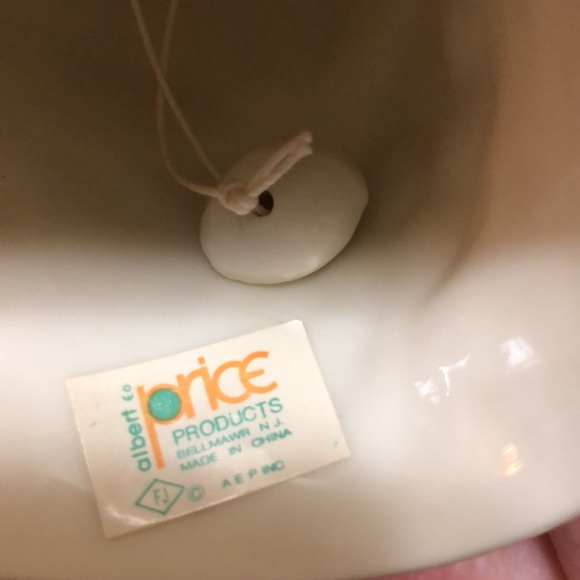 albert Co
price
PRODUCTS
BELLMAWR N J.
MADE IN CHINA
FJ © A E P INC